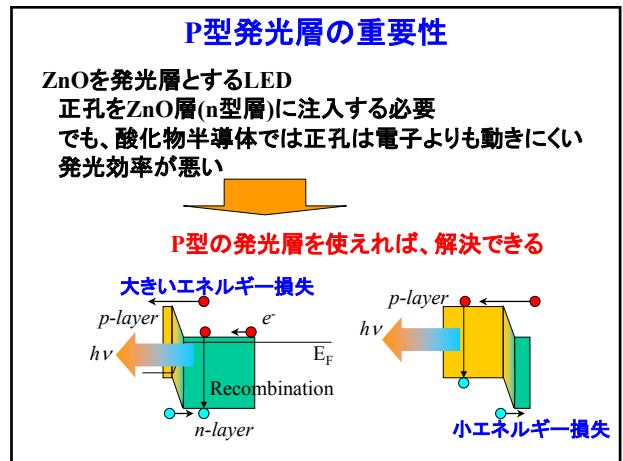 P型発光層の重要性
ZnOを発光層とするLED
正孔をZnO層(n型層)に注入する必要
でも、酸化物半導体では正孔は電子よりも動きにくい
発光効率が悪い
P型の発光層を使えれば、解決できる
大きいエネルギー損失
p-layer
e-
hν
EF
Recombination
n-layer
p-layer
hν
小エネルギー損失